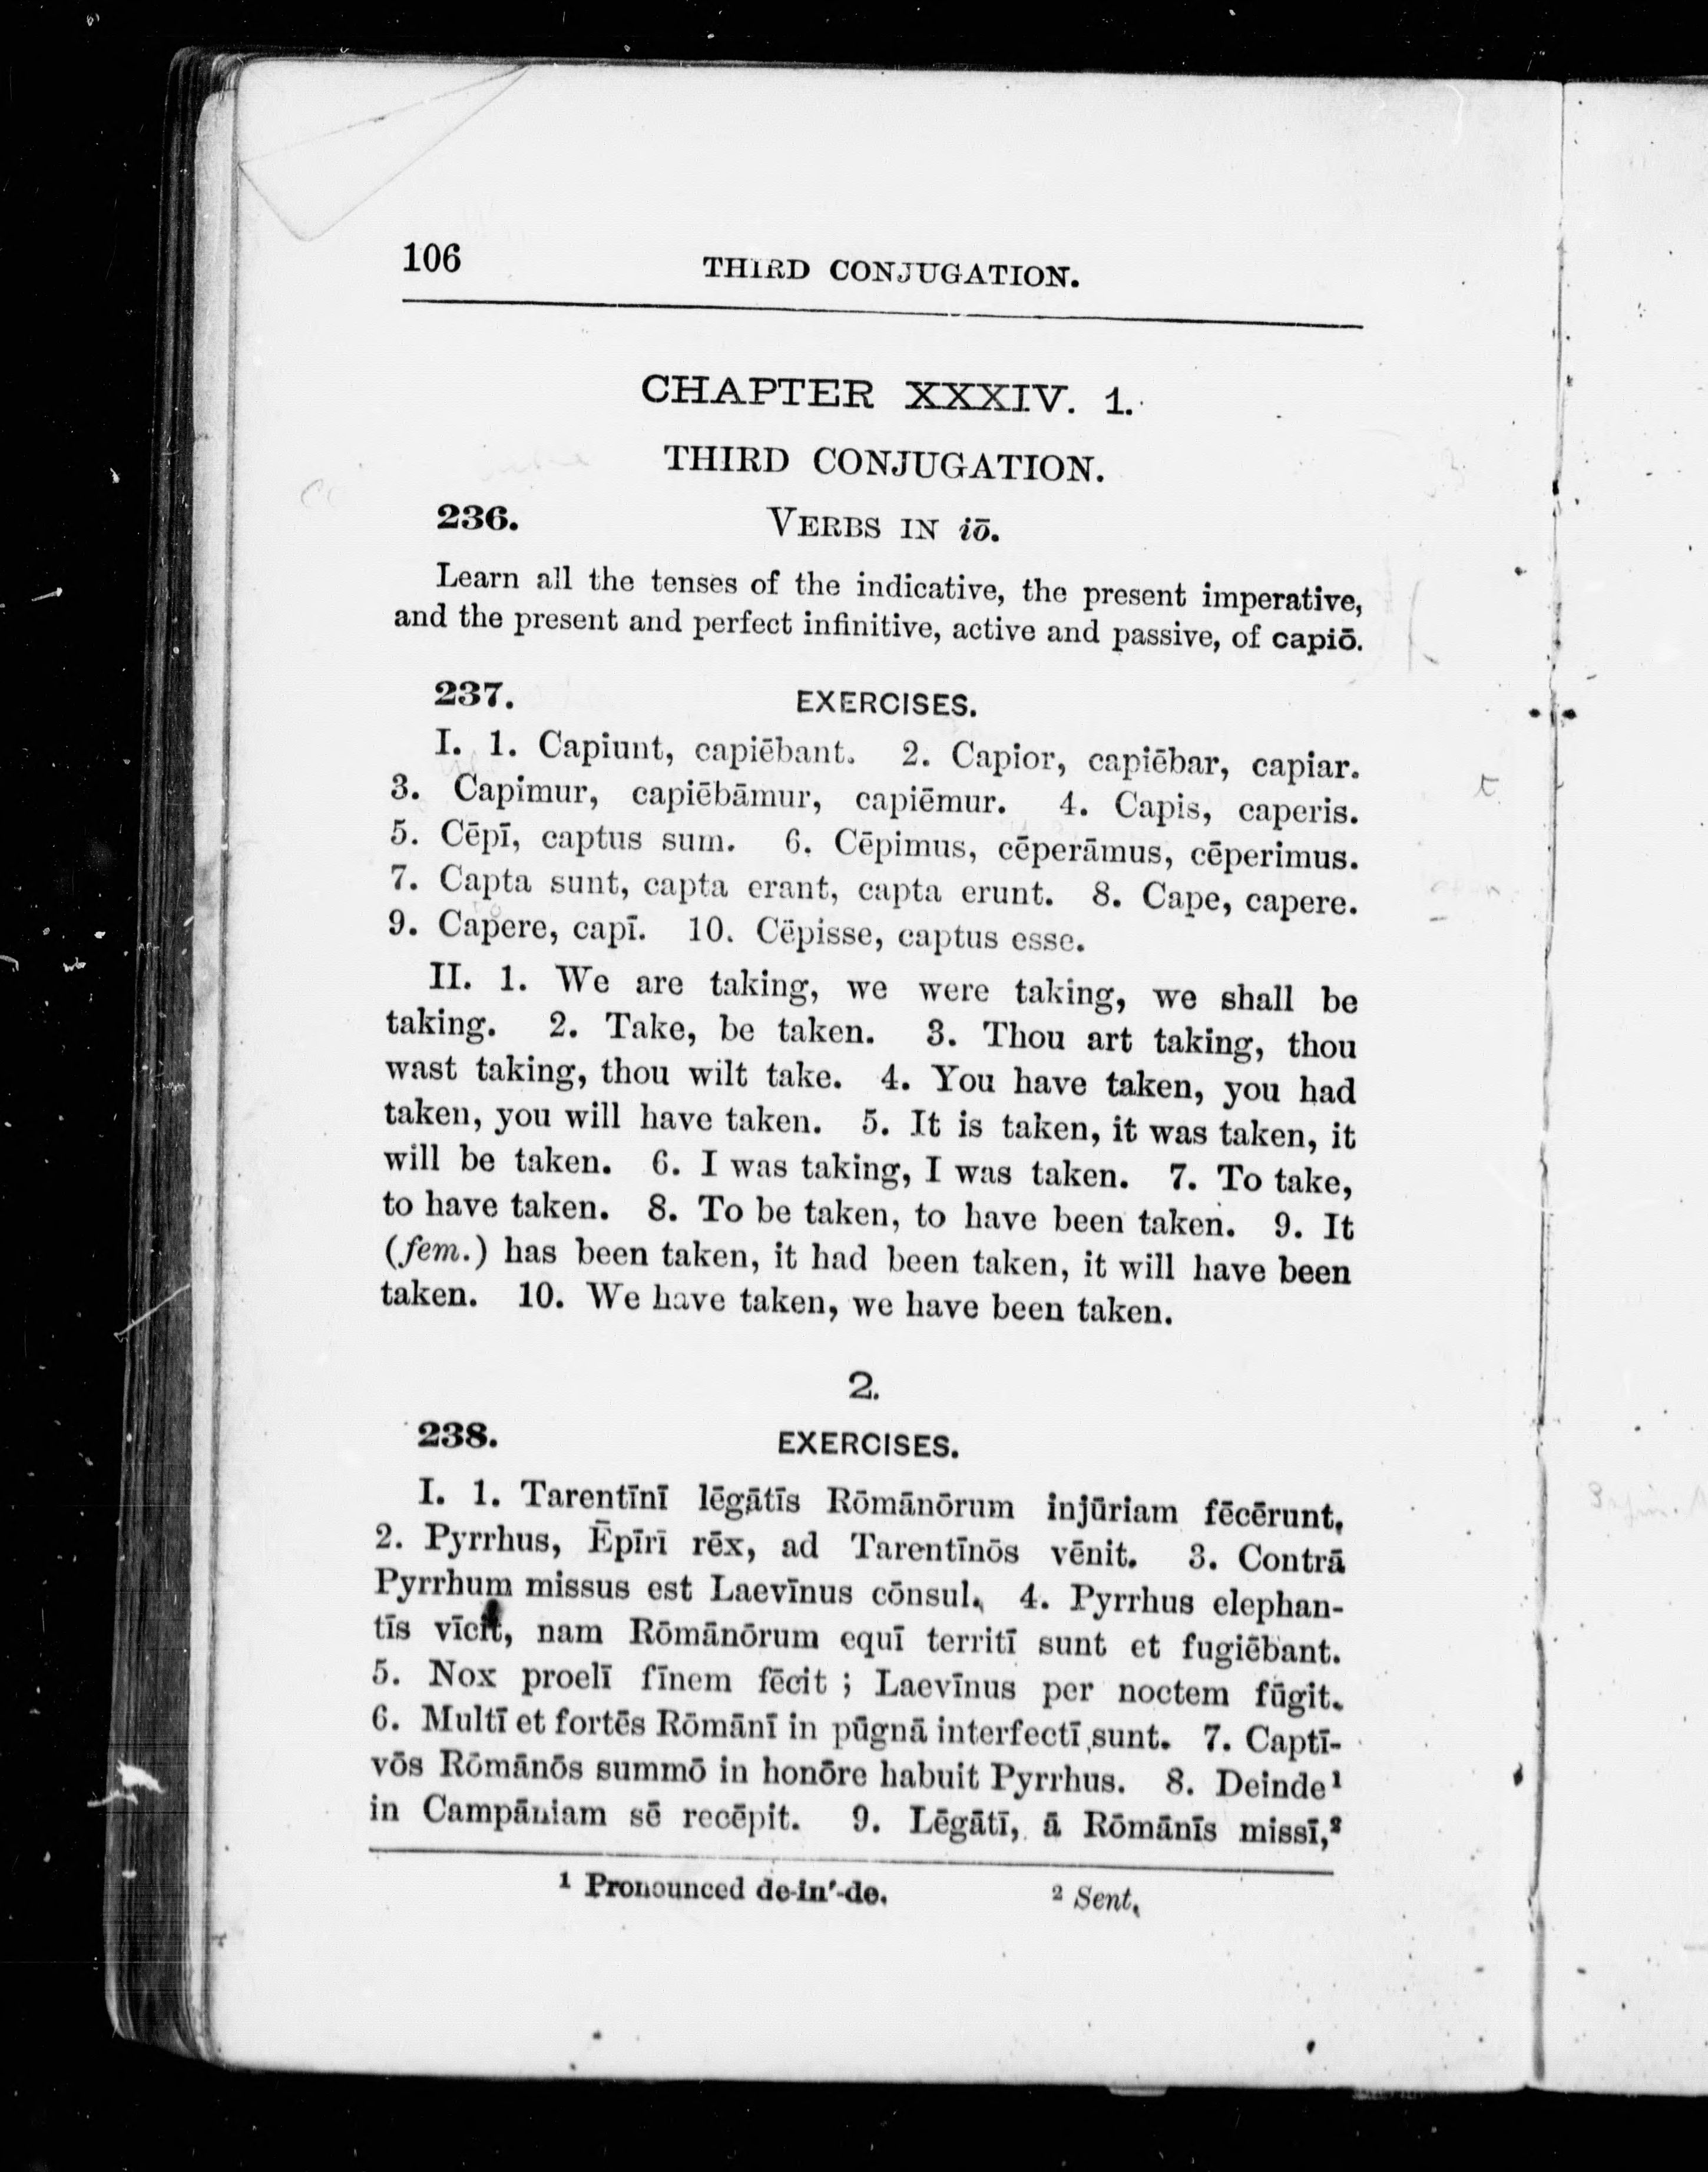 106
THIRD CONJUGATION.
CHAPTER XXXIV. 1.
THIRD CONJUGATION.
236. VERBS IN iō.
Learn all the tenses of the indicative, the present imperative,
and the present and perfect infinitive, active and passive, of capiō.
237. EXERCISES.
I. 1. Capiunt, capiēbant. 2. Capior, capiēbar, capiar.
3. Capimur, capiēbāmur, capiēmur. 4. Capis, caperis.
5. Cēpī, captus sum. 6. Cēpimus, cēperāmus, cēperimus.
7. Capta sunt, capta erant, capta erunt. 8. Cape, capere.
9. Capere, capī. 10. Cēpisse, captus esse.
II. 1. We are taking, we were taking, we shall be
taking. 2. Take, be taken. 3. Thou art taking, thou
wast taking, thou wilt take. 4. You have taken, you had
taken, you will have taken. 5. It is taken, it was taken, it
will be taken. 6. I was taking, I was taken. 7. To take,
to have taken. 8. To be taken, to have been taken. 9. It
(fem.) has been taken, it had been taken, it will have been
taken. 10. We have taken, we have been taken.
2.
238. EXERCISES.
I. 1. Tarentīnī lēgātīs Rōmānōrum injūriam fēcērunt.
2. Pyrrhus, Ēpīrī rēx, ad Tarentīnōs vēnit. 3. Contrā
Pyrrhum missus est Laevīnus cōnsul. 4. Pyrrhus elephan-
tīs vīcit, nam Rōmānōrum equī territī sunt et fugiēbant.
5. Nox proelī fīnem fēcit ; Laevīnus per noctem fūgit.
6. Multī et fortēs Rōmānī in pūgnā interfectī sunt. 7. Captī-
vōs Rōmānōs summō in honōre habuit Pyrrhus. 8. Deinde¹
in Campāniam sē recēpit. 9. Lēgātī, ā Rōmānīs missī,²
¹ Pronounced de-in′-de. ² Sent.